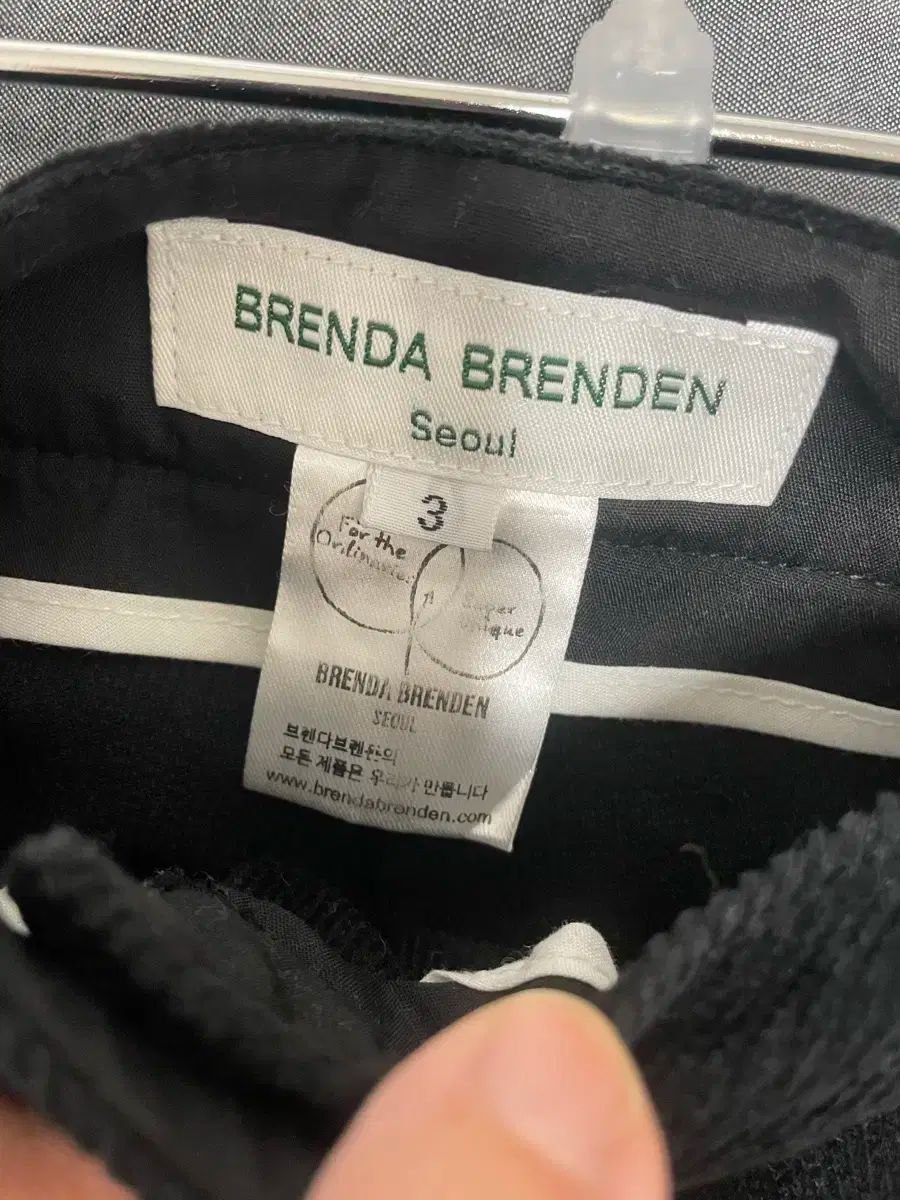 BRENDA BRENDEN
Seoul
3
For the
Ordinaries
Super
Unique
BRENDA BRENDEN
SEOUL
브렌다브렌든의
모든 제품은 우리가 만듭니다
www.brendabrenden.com